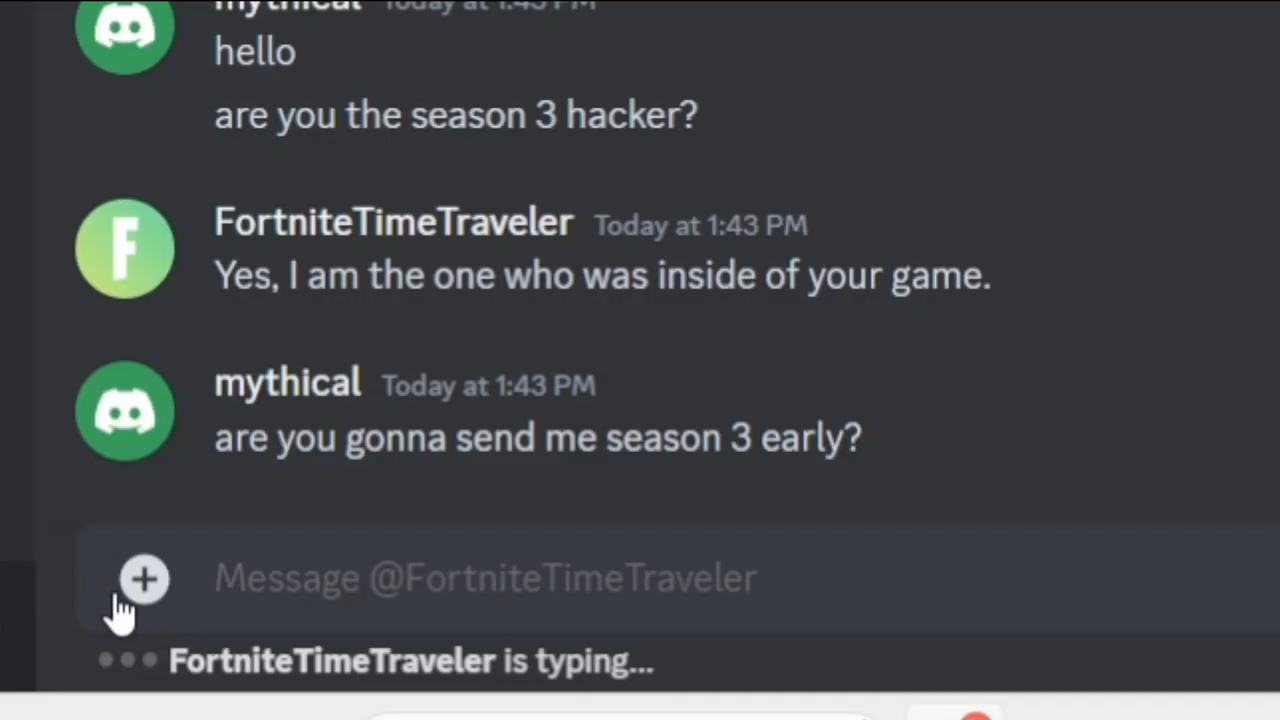 mythical Today at 1:43 PM
hello
are you the season 3 hacker?
FortniteTimeTraveler Today at 1:43 PM
Yes, I am the one who was inside of your game.
mythical Today at 1:43 PM
are you gonna send me season 3 early?
Message @FortniteTimeTraveler
FortniteTimeTraveler is typing...